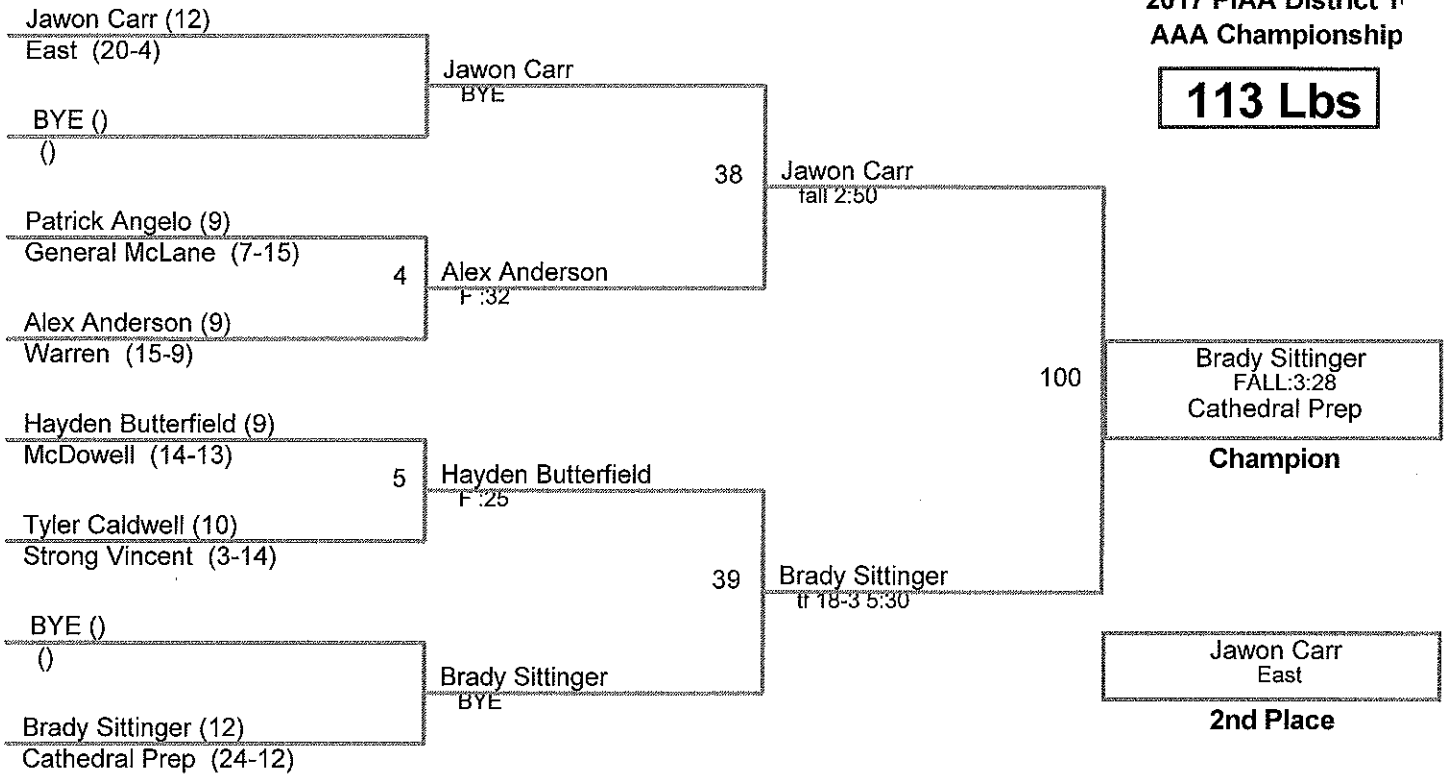 2017 PIAA District
AAA Championship
113 Lbs
Jawon Carr (12)
East (20-4)
BYE ()
()
Patrick Angelo (9)
General McLane (7-15)
Alex Anderson (9)
Warren (15-9)
Hayden Butterfield (9)
McDowell (14-13)
Tyler Caldwell (10)
Strong Vincent (3-14)
BYE ()
()
Brady Sittinger (12)
Cathedral Prep (24-12)
Jawon Carr
BYE
4
Alex Anderson
F :32
5
Hayden Butterfield
F :25
Brady Sittinger
BYE
38
Jawon Carr
fall 2:50
39
Brady Sittinger
tf 18-3 5:30
100
Brady Sittinger
FALL:3:28
Cathedral Prep
Champion
Jawon Carr
East
2nd Place